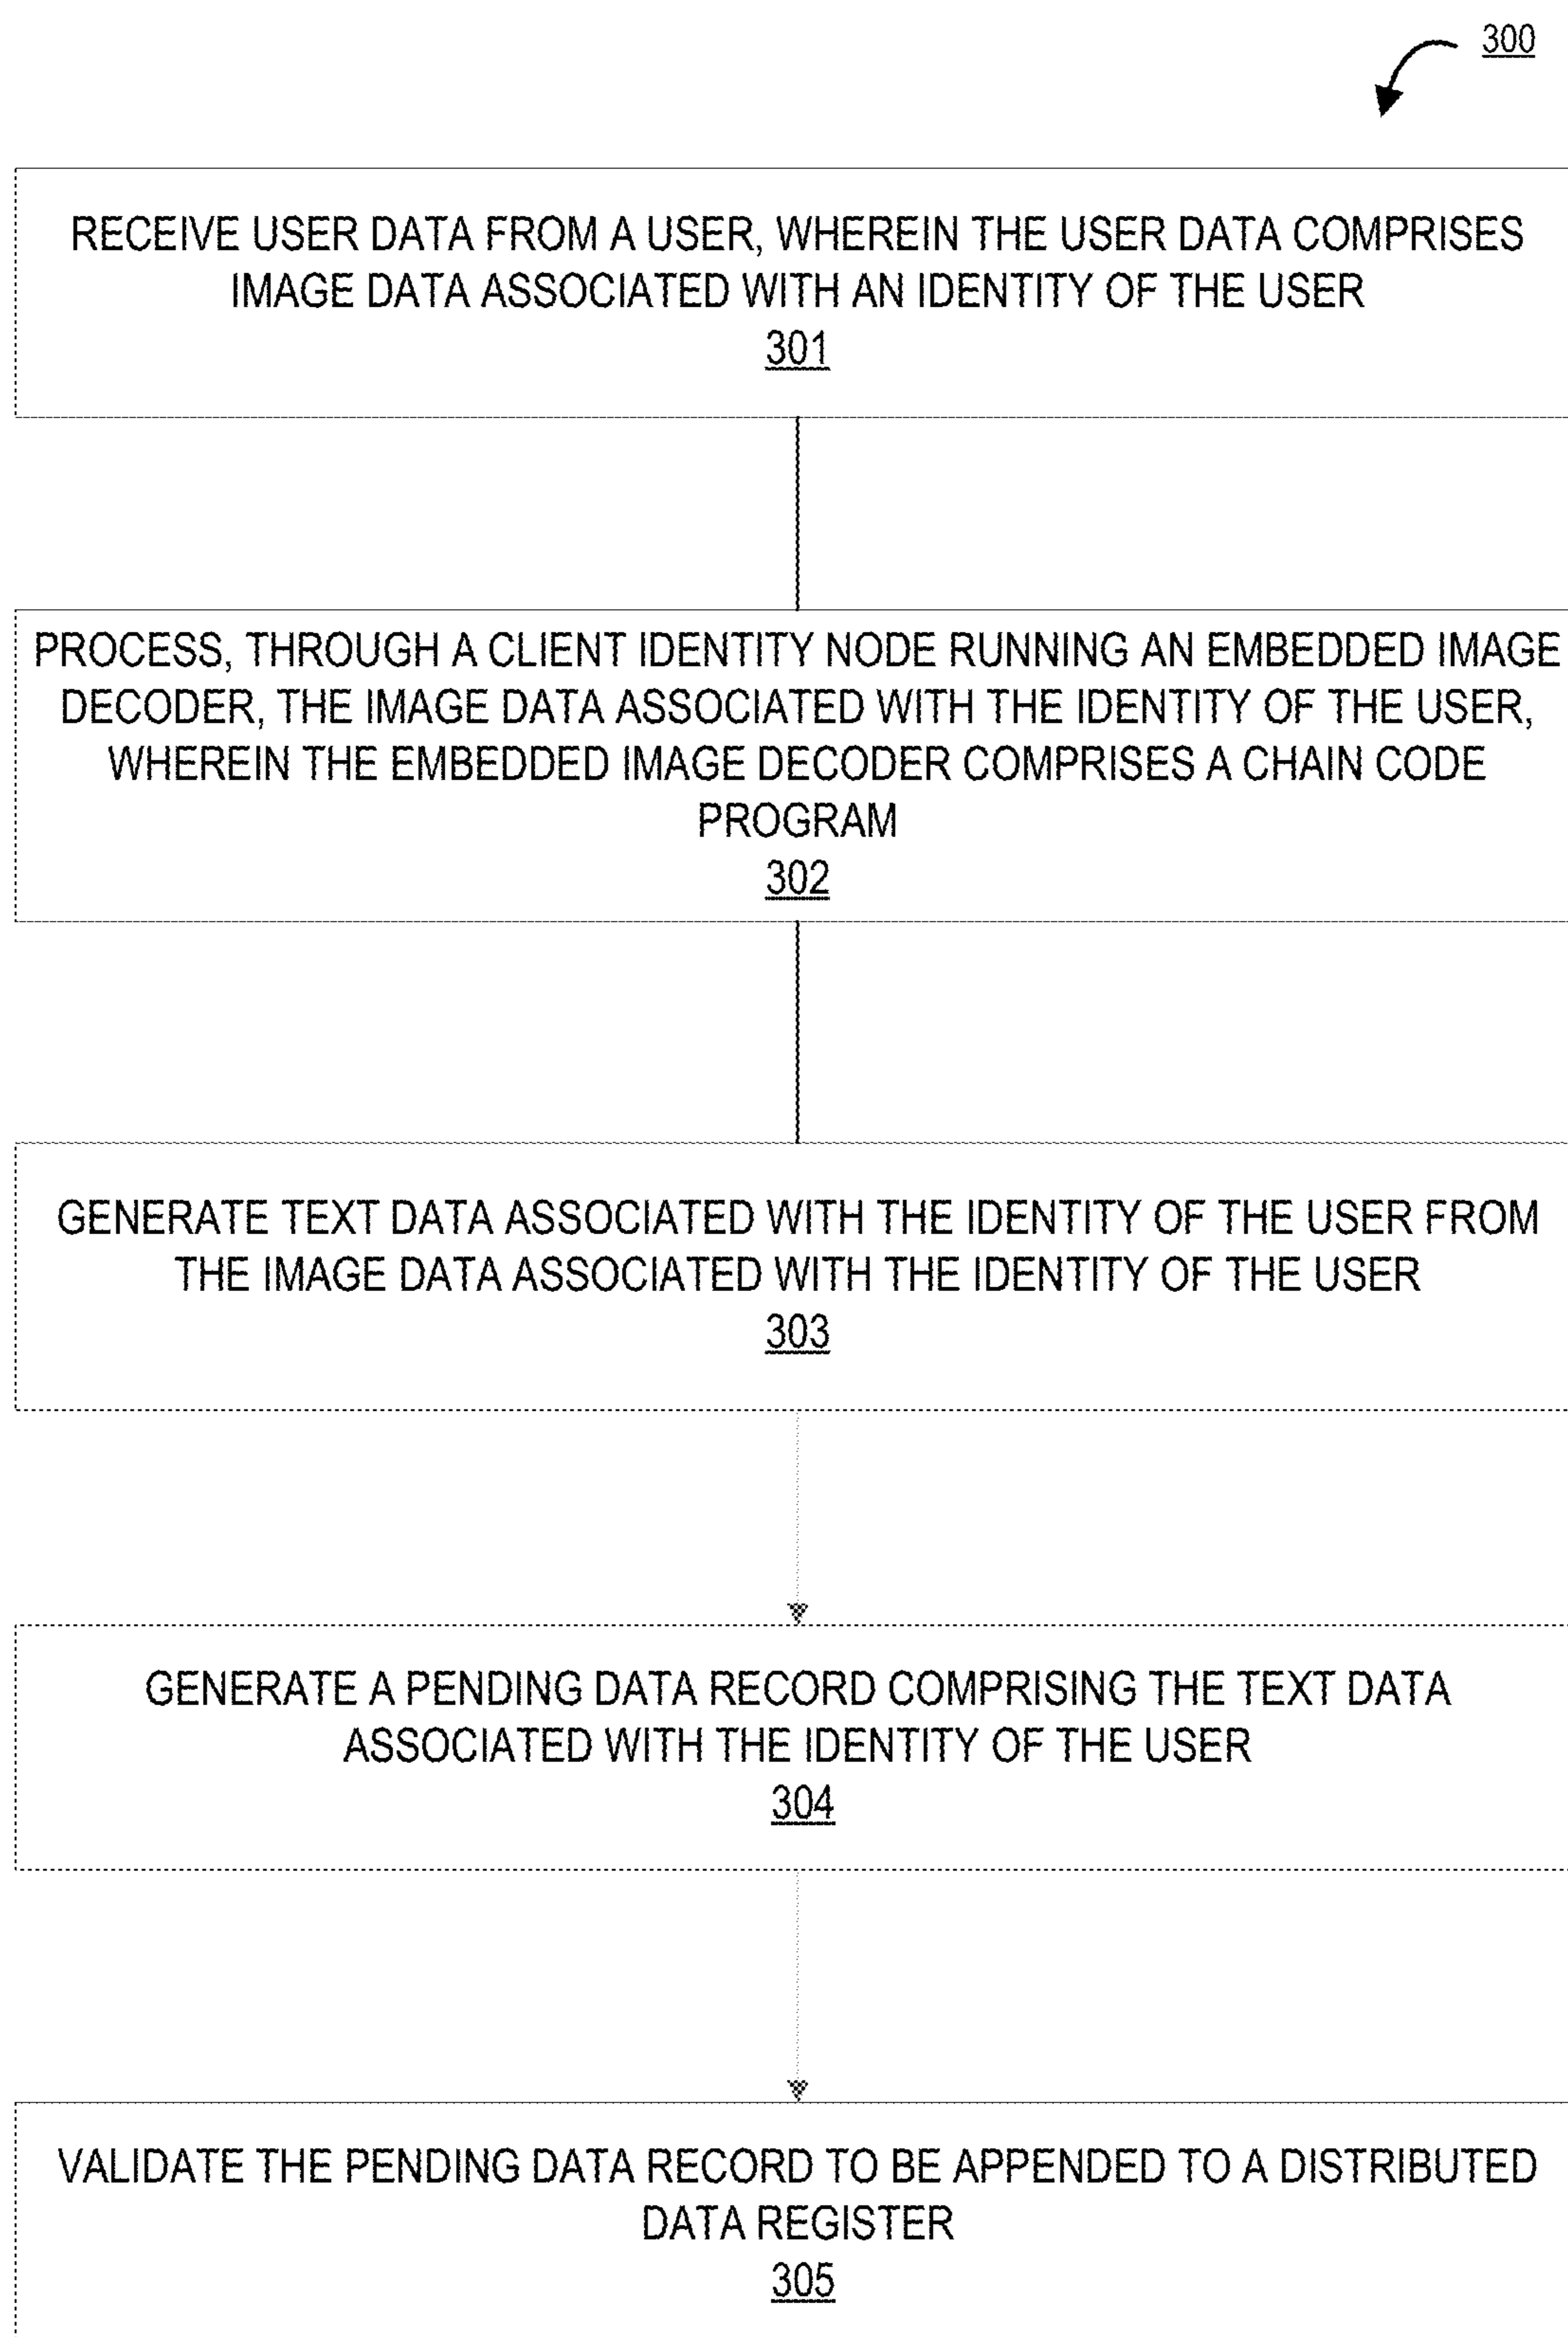 300
RECEIVE USER DATA FROM A USER, WHEREIN THE USER DATA COMPRISES
IMAGE DATA ASSOCIATED WITH AN IDENTITY OF THE USER
301
PROCESS, THROUGH A CLIENT IDENTITY NODE RUNNING AN EMBEDDED IMAGE
DECODER, THE IMAGE DATA ASSOCIATED WITH THE IDENTITY OF THE USER,
WHEREIN THE EMBEDDED IMAGE DECODER COMPRISES A CHAIN CODE
PROGRAM
302
GENERATE TEXT DATA ASSOCIATED WITH THE IDENTITY OF THE USER FROM
THE IMAGE DATA ASSOCIATED WITH THE IDENTITY OF THE USER
303
GENERATE A PENDING DATA RECORD COMPRISING THE TEXT DATA
ASSOCIATED WITH THE IDENTITY OF THE USER
304
VALIDATE THE PENDING DATA RECORD TO BE APPENDED TO A DISTRIBUTED
DATA REGISTER
305